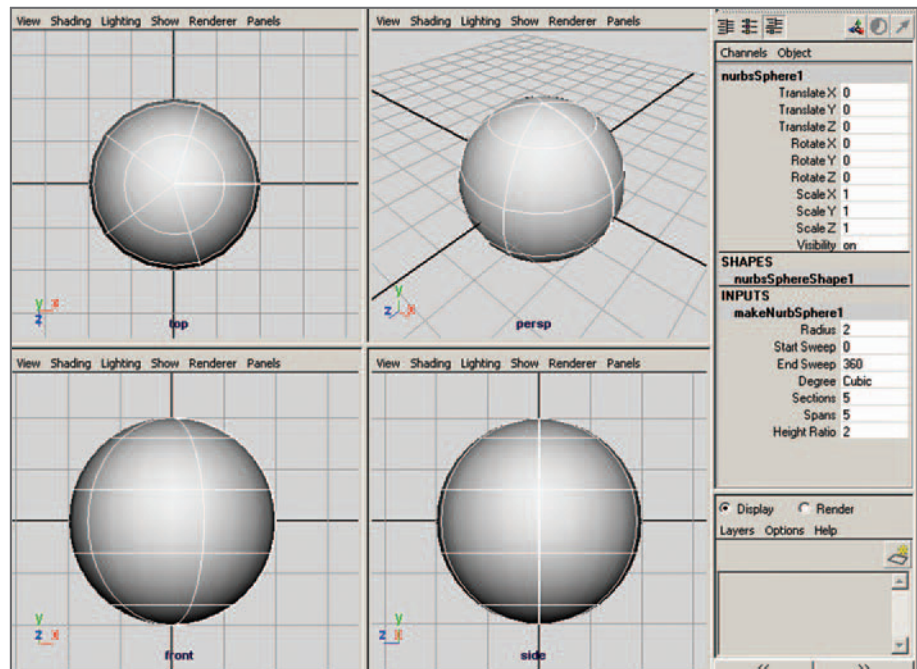 View Shading Lighting Show Renderer Panels
View Shading Lighting Show Renderer Panels
top
persp
View Shading Lighting Show Renderer Panels
View Shading Lighting Show Renderer Panels
front
side
Channels Object
nurbsSphere1
Translate X 0
Translate Y 0
Translate Z 0
Rotate X 0
Rotate Y 0
Rotate Z 0
Scale X 1
Scale Y 1
Scale Z 1
Visibility on
SHAPES
nurbsSphereShape1
INPUTS
makeNurbSphere1
Radius 2
Start Sweep 0
End Sweep 360
Degree Cubic
Sections 5
Spans 5
Height Ratio 2
Display Render
Layers Options Help